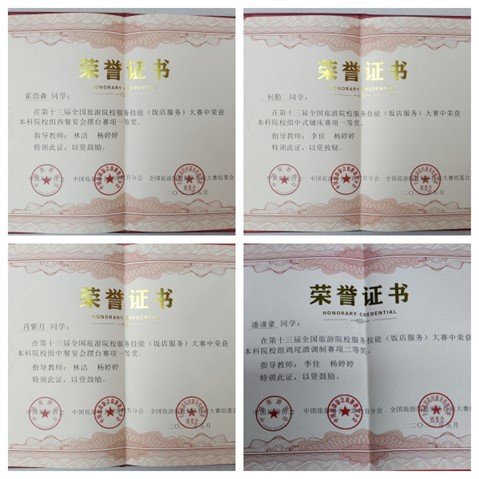 荣誉证书
HONORARY CREDENTIAL
霍浩森 同学:
在第十三届全国旅游院校服务技能(饭店服务)大赛中荣获
本科院校组西餐宴会摆台赛项一等奖。
指导教师: 林洁 杨婷婷
特颁此证,以资鼓励。
荣誉证书
HONORARY CREDENTIAL
同学:
在第十三届全国旅游院校服务技能(饭店服务)大赛中荣获
本科院校组中式铺床赛项一等奖。
指导教师: 李佳 杨婷婷
特颁此证,以资鼓励。
荣誉证书
HONORARY CREDENTIAL
肖紫月 同学:
在第十三届全国旅游院校服务技能(饭店服务)大赛中荣获
本科院校组中餐宴会摆台赛项一等奖。
指导教师: 林洁 杨婷婷
特颁此证,以资鼓励。
荣誉证书
HONORARY CREDENTIAL
潘谨棠 同学:
在第十三届全国旅游院校服务技能(饭店服务)大赛中荣获
本科院校组鸡尾酒调制赛项二等奖。
指导教师: 李佳 杨婷婷
特颁此证,以资鼓励。